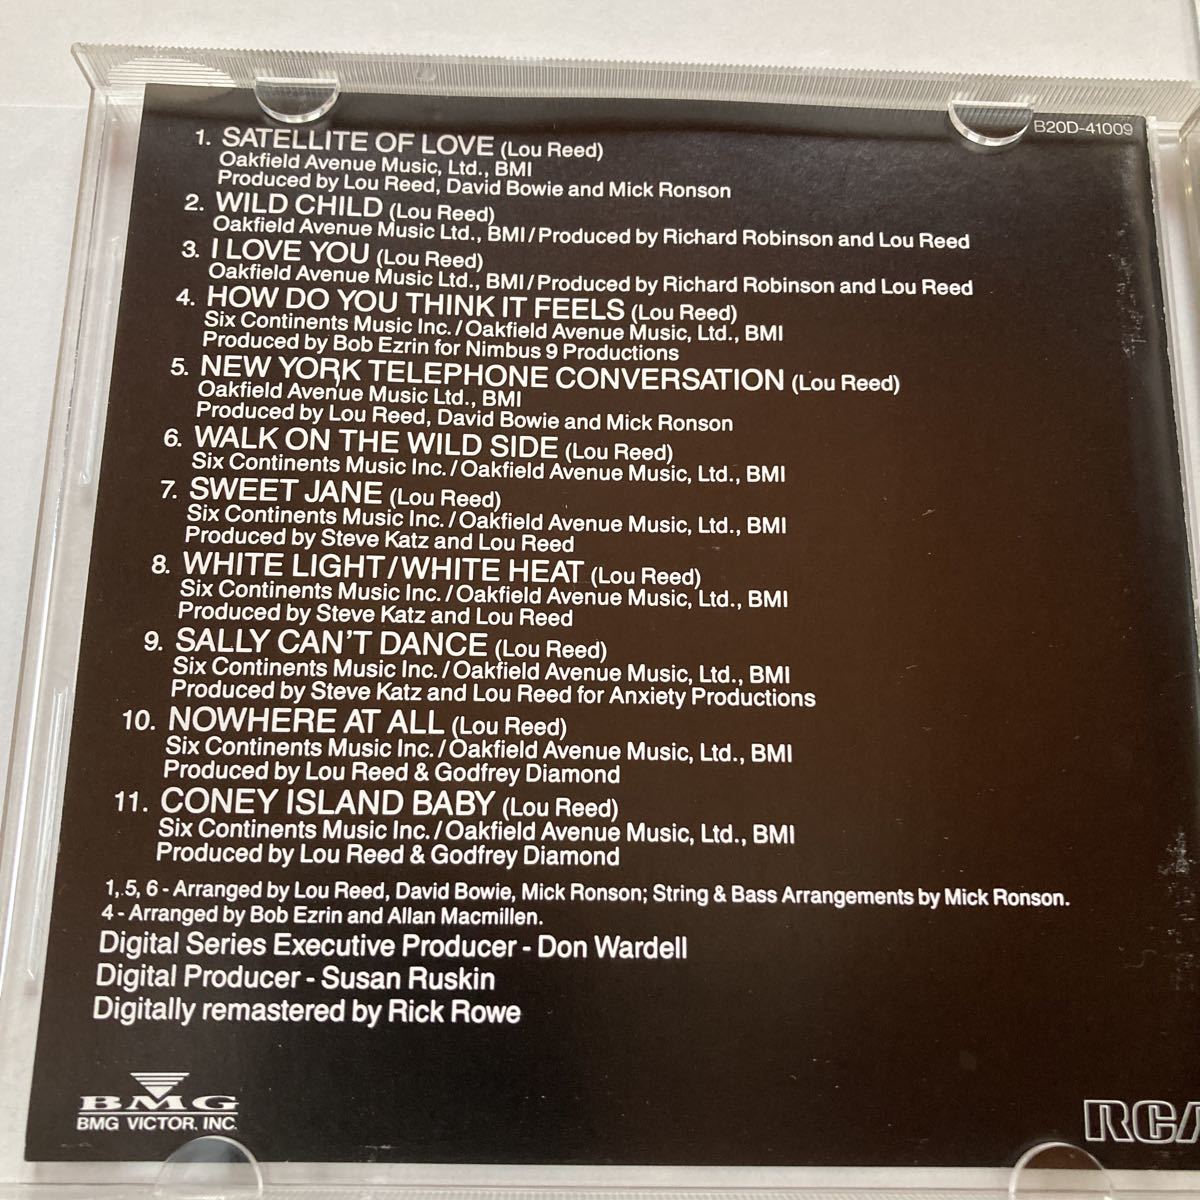 B20D-41009
1. SATELLITE OF LOVE (Lou Reed)
Oakfield Avenue Music, Ltd., BMI
Produced by Lou Reed, David Bowie and Mick Ronson
2. WILD CHILD (Lou Reed)
Oakfield Avenue Music Ltd., BMI/Produced by Richard Robinson and Lou Reed
3. I LOVE YOU (Lou Reed)
Oakfield Avenue Music Ltd., BMI/Produced by Richard Robinson and Lou Reed
4. HOW DO YOU THINK IT FEELS (Lou Reed)
Six Continents Music Inc./Oakfield Avenue Music, Ltd., BMI
Produced by Bob Ezrin for Nimbus 9 Productions
5. NEW YORK TELEPHONE CONVERSATION (Lou Reed)
Oakfield Avenue Music Ltd., BMI
Produced by Lou Reed, David Bowie and Mick Ronson
6. WALK ON THE WILD SIDE (Lou Reed)
Six Continents Music Inc./Oakfield Avenue Music, Ltd., BMI
7. SWEET JANE (Lou Reed)
Six Continents Music Inc./Oakfield Avenue Music, Ltd., BMI
Produced by Steve Katz and Lou Reed
8. WHITE LIGHT/WHITE HEAT (Lou Reed)
Six Continents Music Inc./Oakfield Avenue Music, Ltd., BMI
Produced by Steve Katz and Lou Reed
9. SALLY CAN'T DANCE (Lou Reed)
Six Continents Music Inc./Oakfield Avenue Music, Ltd., BMI
Produced by Steve Katz and Lou Reed for Anxiety Productions
10. NOWHERE AT ALL (Lou Reed)
Six Continents Music Inc./Oakfield Avenue Music, Ltd., BMI
Produced by Lou Reed & Godfrey Diamond
11. CONEY ISLAND BABY (Lou Reed)
Six Continents Music Inc./Oakfield Avenue Music, Ltd., BMI
Produced by Lou Reed & Godfrey Diamond
1, 5, 6 - Arranged by Lou Reed, David Bowie, Mick Ronson; String & Bass Arrangements by Mick Ronson.
4 - Arranged by Bob Ezrin and Allan Macmillen.
Digital Series Executive Producer - Don Wardell
Digital Producer - Susan Ruskin
Digitally remastered by Rick Rowe
BMG
BMG VICTOR, INC.
RCA